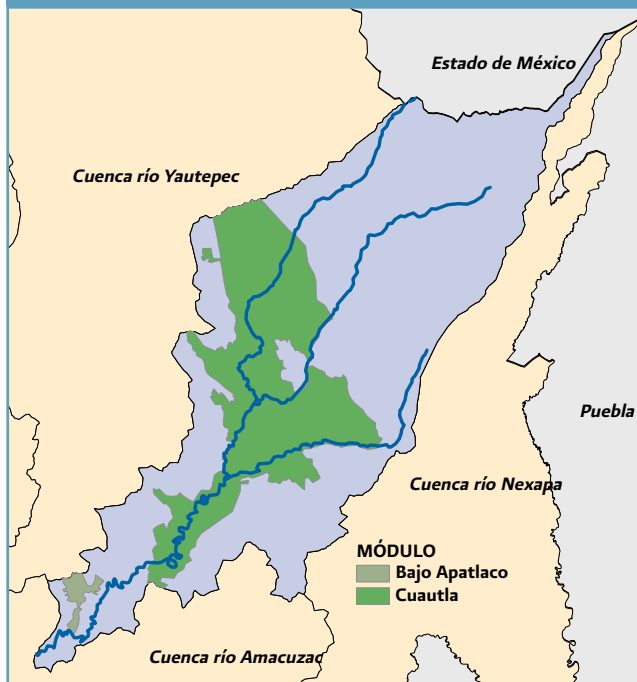 Estado de México
Cuenca río Yautepec
Puebla
Cuenca río Nexapa
MÓDULO
Bajo Apatlaco
Cuautla
Cuenca río Amacuzac